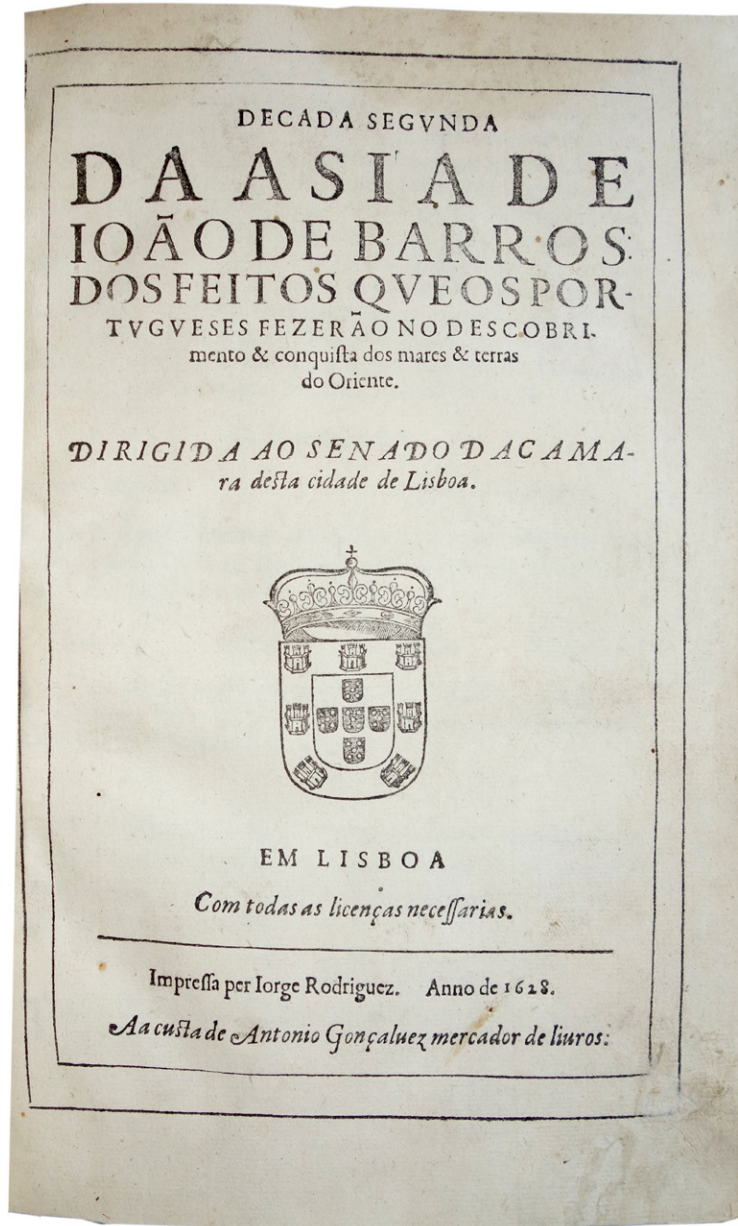 DECADA SEGVNDA
DA ASIA DE
IOÃO DE BARROS:
DOS FEITOS QVE OS POR-
TVGVESES FEZERÃO NO DESCOBRI-
mento & conquiſta dos mares & terras
do Oriente.
DIRIGIDA AO SENADO DA CAMA-
ra deſta cidade de Lisboa.
EM LISBOA
Com todas as licenças neceſſarias.
Impreſſa per Iorge Rodriguez. Anno de 1628.
Aa cuſta de Antonio Gonçaluez mercador de liuros: